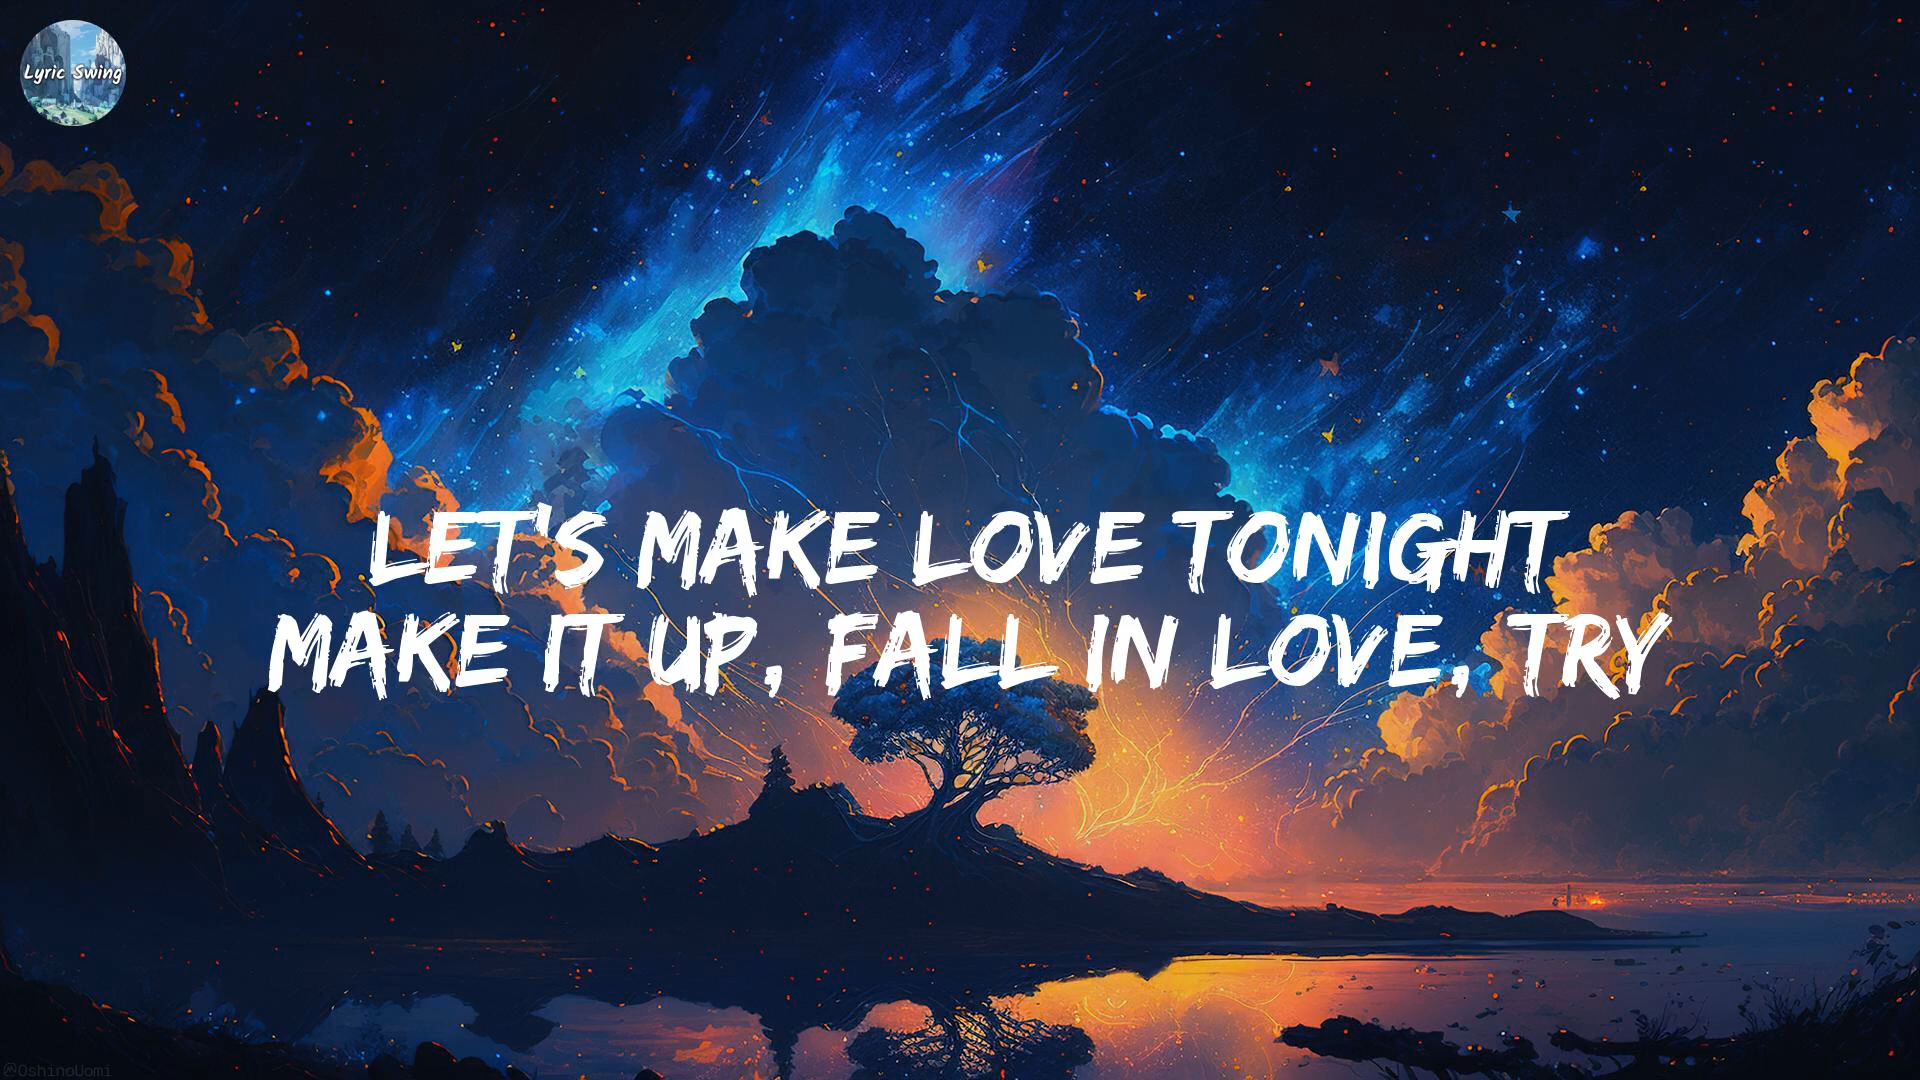 Lyric Swing
LET'S MAKE LOVE TONIGHT
MAKE IT UP, FALL IN LOVE, TRY
@OshinoUomi